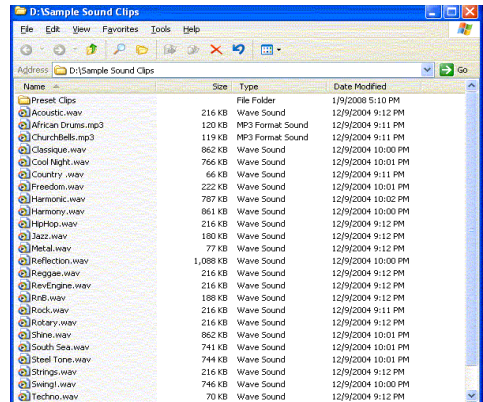 D:\Sample Sound Clips
File Edit View Favorites Tools Help
Address D:\Sample Sound Clips Go
Name Size Type Date Modified
Preset Clips File Folder 1/9/2008 5:10 PM
Acoustic.wav 216 KB Wave Sound 12/9/2004 9:12 PM
African Drums.mp3 120 KB MP3 Format Sound 12/9/2004 9:11 PM
ChurchBells.mp3 119 KB MP3 Format Sound 12/9/2004 9:11 PM
Classique.wav 862 KB Wave Sound 12/9/2004 10:00 PM
Cool Night.wav 766 KB Wave Sound 12/9/2004 10:01 PM
Country .wav 66 KB Wave Sound 12/9/2004 9:11 PM
Freedom.wav 222 KB Wave Sound 12/9/2004 10:01 PM
Harmonic.wav 787 KB Wave Sound 12/9/2004 10:02 PM
Harmony.wav 861 KB Wave Sound 12/9/2004 10:00 PM
HipHop.wav 216 KB Wave Sound 12/9/2004 9:12 PM
Jazz.wav 180 KB Wave Sound 12/9/2004 9:12 PM
Metal.wav 77 KB Wave Sound 12/9/2004 9:12 PM
Reflection.wav 1,088 KB Wave Sound 12/9/2004 10:00 PM
Reggae.wav 216 KB Wave Sound 12/9/2004 9:12 PM
RevEngine.wav 216 KB Wave Sound 12/9/2004 9:12 PM
RnB.wav 188 KB Wave Sound 12/9/2004 9:12 PM
Rock.wav 216 KB Wave Sound 12/9/2004 9:11 PM
Rotary.wav 216 KB Wave Sound 12/9/2004 9:12 PM
Shine.wav 862 KB Wave Sound 12/9/2004 10:01 PM
South Sea.wav 741 KB Wave Sound 12/9/2004 10:01 PM
Steel Tone.wav 744 KB Wave Sound 12/9/2004 10:01 PM
Strings.wav 216 KB Wave Sound 12/9/2004 9:12 PM
Swing!.wav 746 KB Wave Sound 12/9/2004 10:00 PM
Techno.wav 70 KB Wave Sound 12/9/2004 9:12 PM